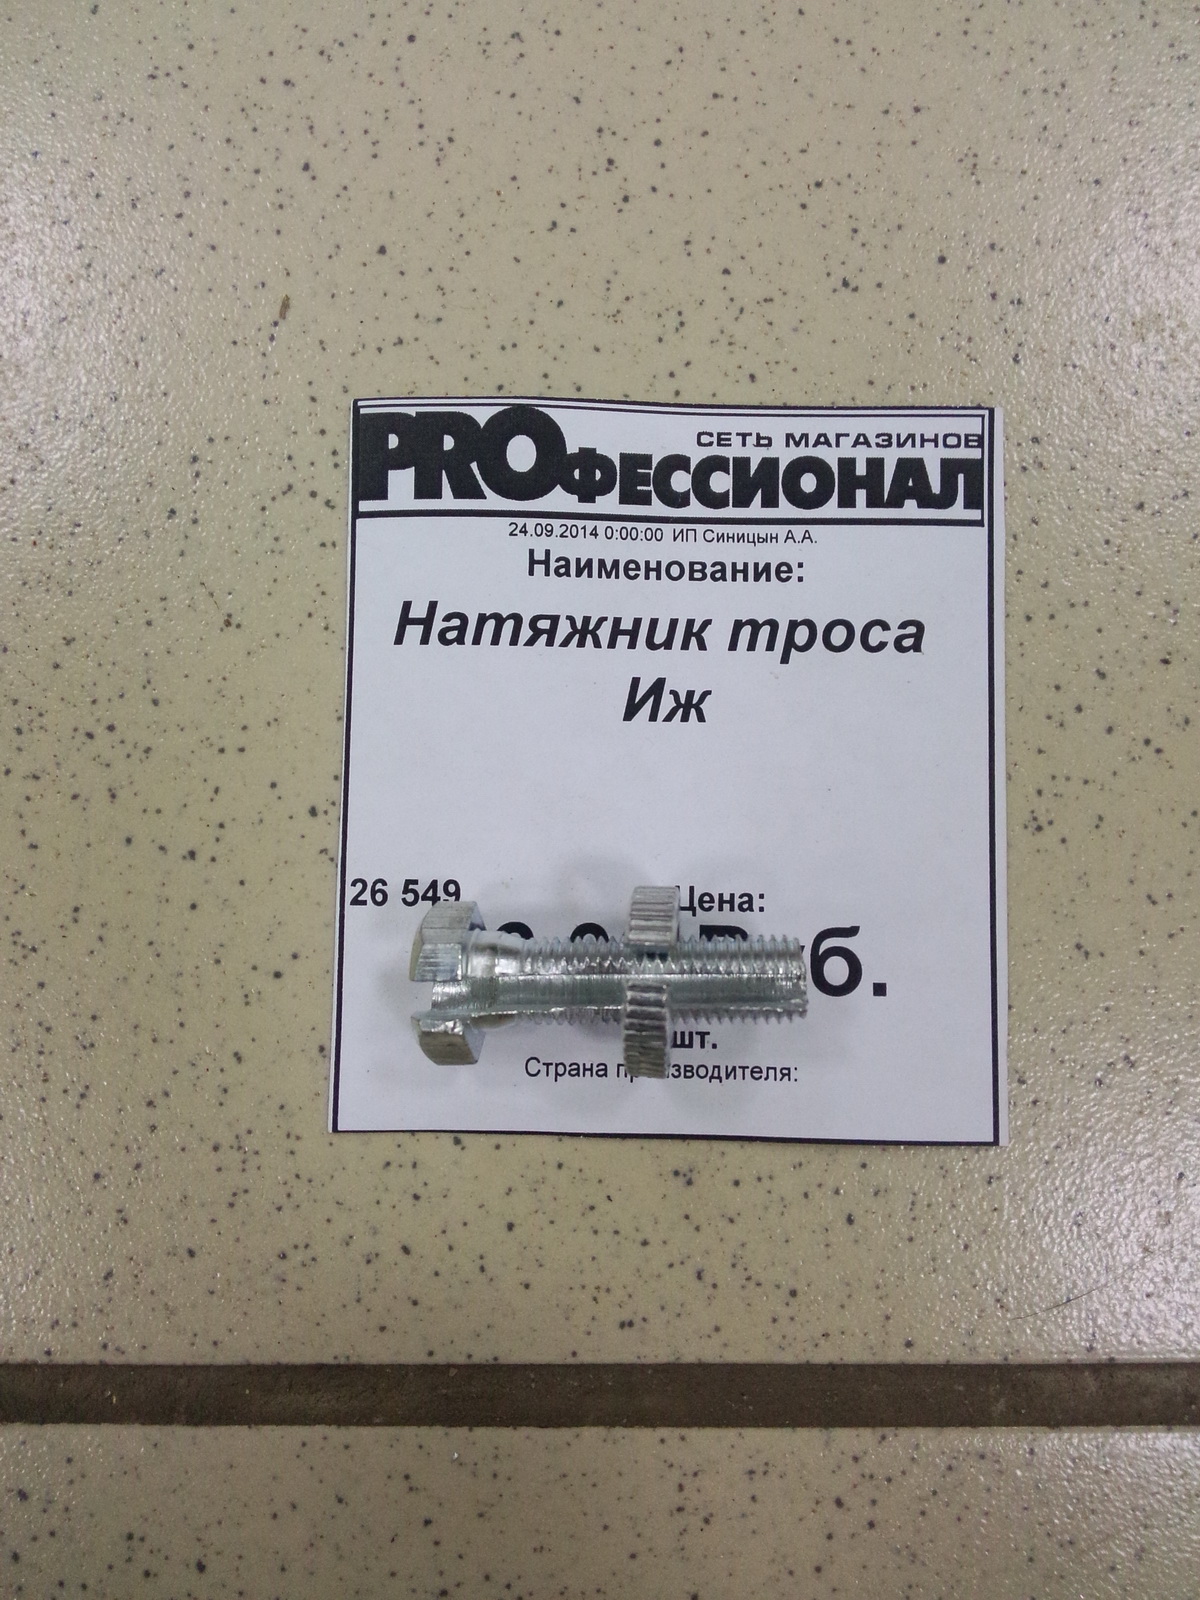 СЕТЬ МАГАЗИНОВ
PROФЕССИОНАЛ
24.09.2014 0:00:00 ИП Синицын А.А.
Наименование:
Натяжник троса
Иж
26 549 Цена:
шт.
Страна производителя: